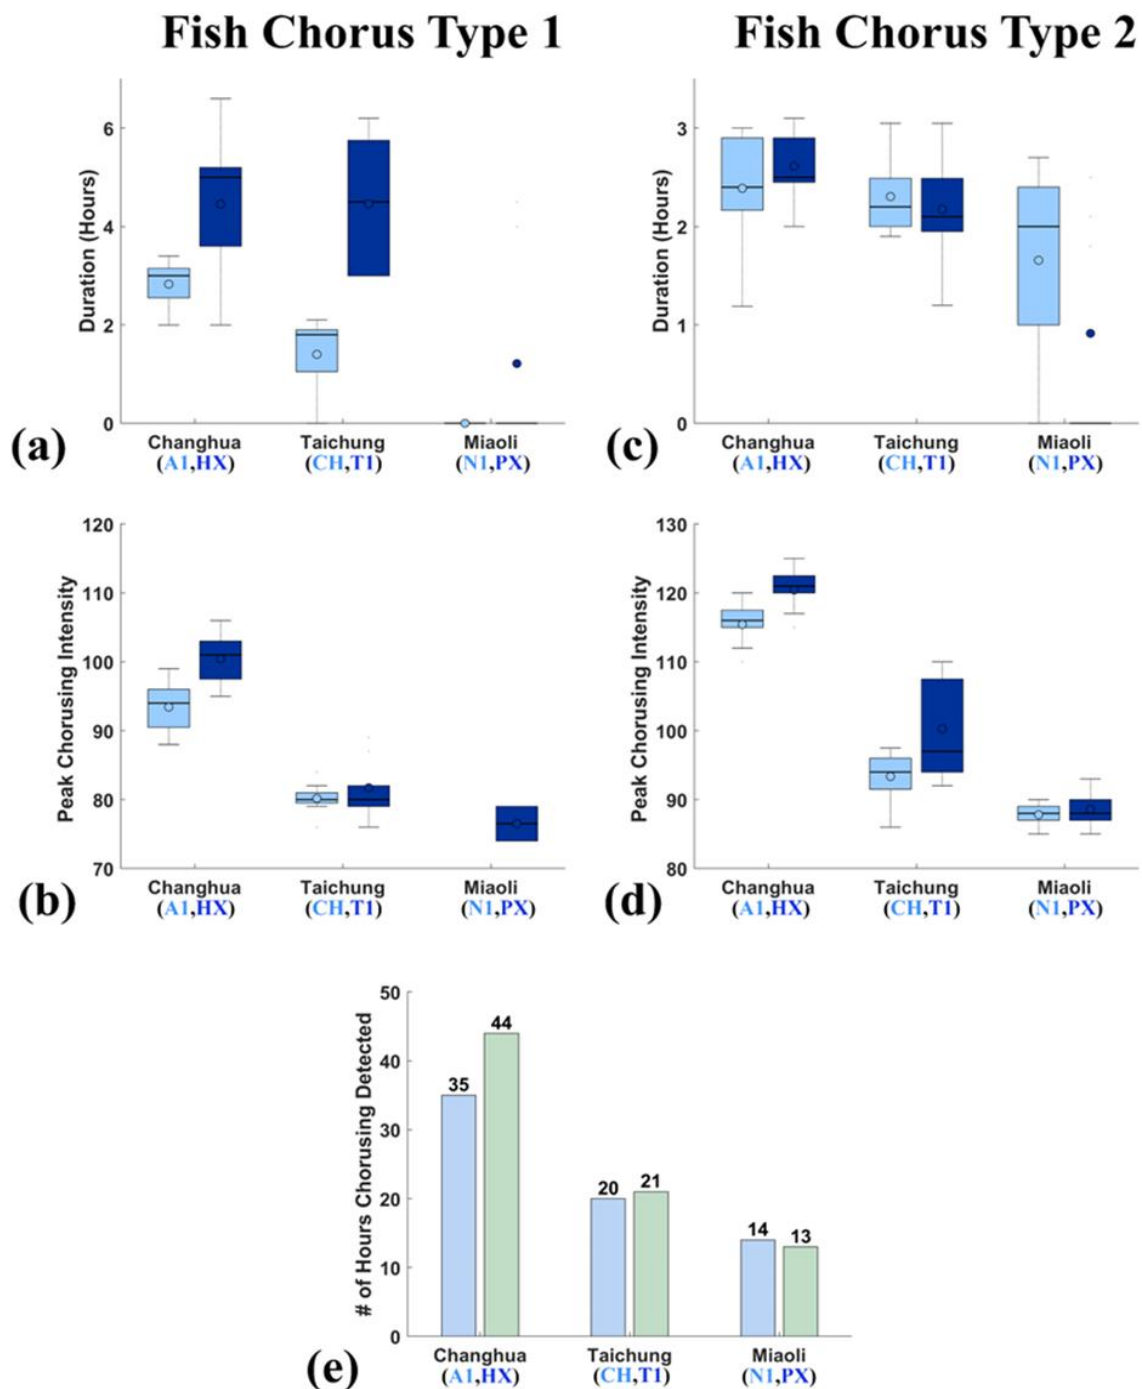 Fish Chorus Type 1
Fish Chorus Type 2
Duration (Hours)
6
4
2
0
Changhua
Taichung
Miaoli
(A1,HX)
(CH,T1)
(N1,PX)
(a)
Duration (Hours)
3
2
1
0
Changhua
Taichung
Miaoli
(A1,HX)
(CH,T1)
(N1,PX)
(c)
Peak Chorusing Intensity
120
110
100
90
80
70
Changhua
Taichung
Miaoli
(A1,HX)
(CH,T1)
(N1,PX)
(b)
Peak Chorusing Intensity
130
120
110
100
90
80
Changhua
Taichung
Miaoli
(A1,HX)
(CH,T1)
(N1,PX)
(d)
# of Hours Chorusing Detected
50
40
30
20
10
0
35
44
20
21
14
13
Changhua
Taichung
Miaoli
(A1,HX)
(CH,T1)
(N1,PX)
(e)